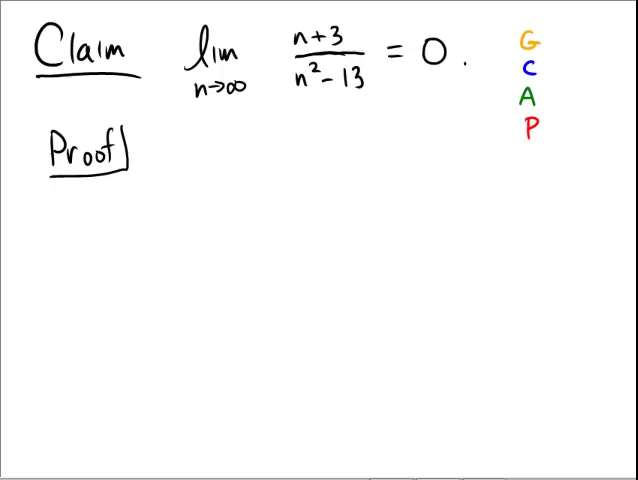 Claim lim n→∞ (n+3)/(n²-13) = 0.
G
C
A
P
Proof